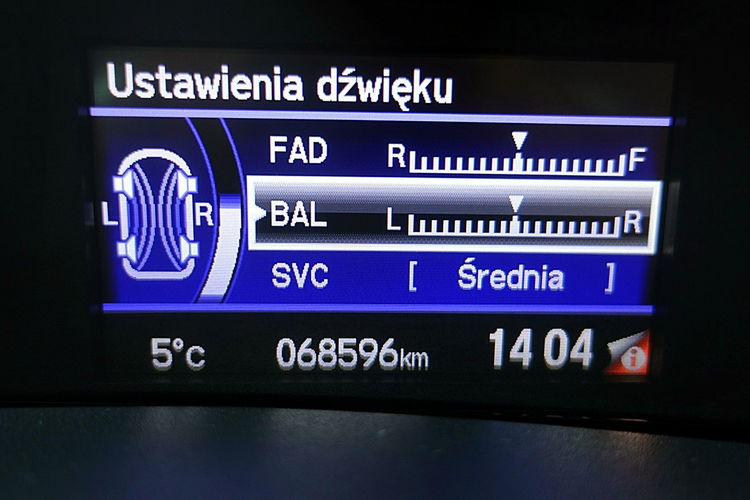 Ustawienia dźwięku
FAD R F
L R BAL L R
SVC [ Średnia ]
5°C 068596km 14 04 i